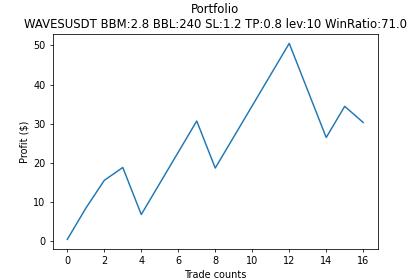 Portfolio
WAVESUSDT BBM:2.8 BBL:240 SL:1.2 TP:0.8 lev:10 WinRatio:71.0
50
40
30
20
10
0
Profit ($)
0 2 4 6 8 10 12 14 16
Trade counts